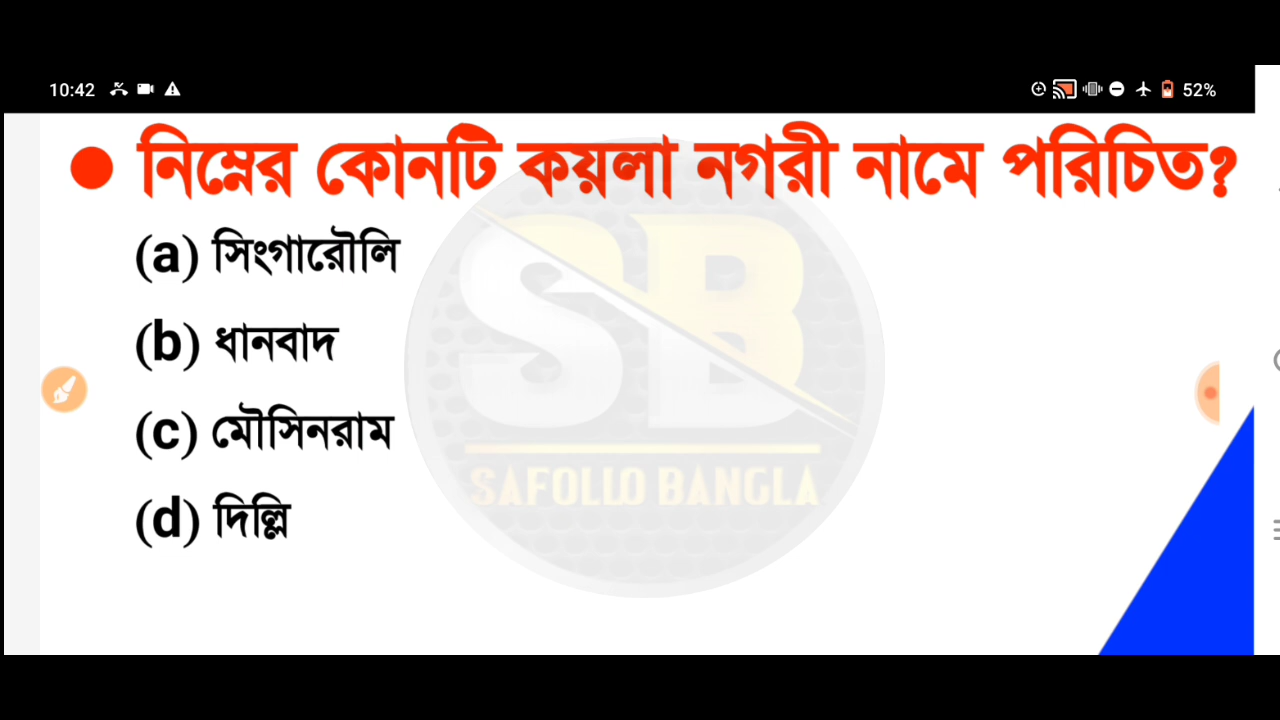 10:42 52%
নিম্নের কোনটি কয়লা নগরী নামে পরিচিত?
(a) সিংগারৌলি
(b) ধানবাদ
(c) মৌসিনরাম
(d) দিল্লি
SB
SAFOLLO BANGLA